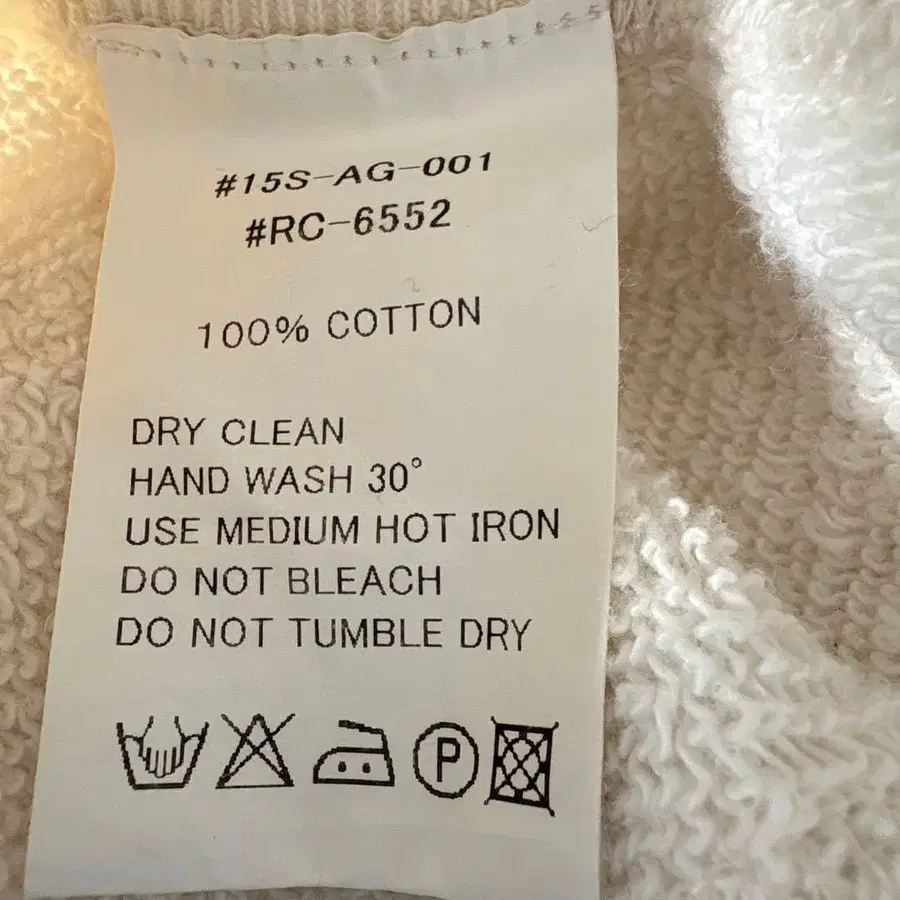 #15S-AG-001
#RC-6552
100% COTTON
DRY CLEAN
HAND WASH 30°
USE MEDIUM HOT IRON
DO NOT BLEACH
DO NOT TUMBLE DRY
P